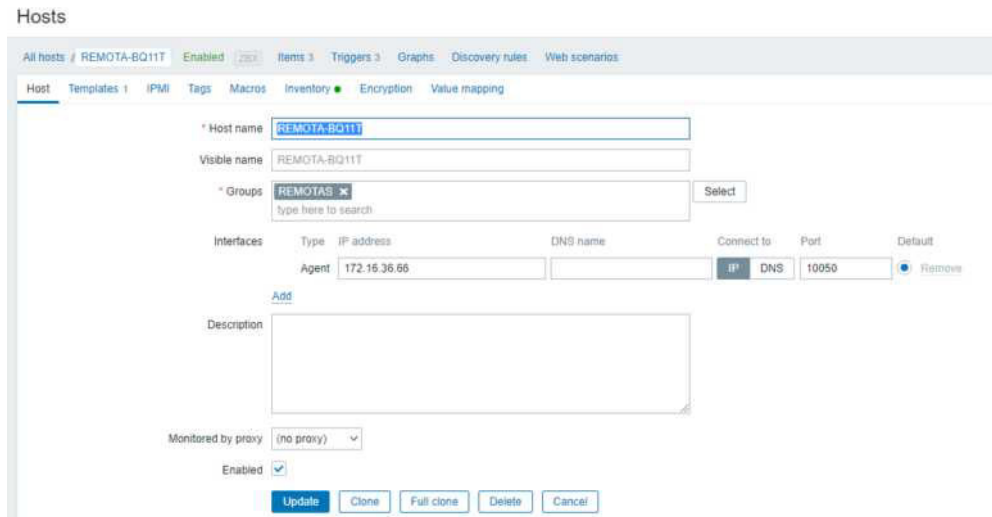 Hosts
All hosts / REMOTA-BQ11T Enabled ZBX Items 3 Triggers 3 Graphs Discovery rules Web scenarios
Host Templates 1 IPMI Tags Macros Inventory Encryption Value mapping
* Host name REMOTA-BQ11T
Visible name REMOTA-BQ11T
* Groups REMOTAS × Select
type here to search
Interfaces Type IP address DNS name Connect to Port Default
Agent 172.16.36.66 IP DNS 10050 Remove
Add
Description
Monitored by proxy (no proxy)
Enabled
Update Clone Full clone Delete Cancel